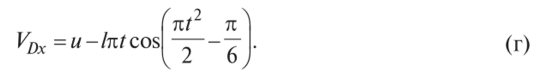 V_{Dx} = u – lπt cos(πt²/2 – π/6). (г)